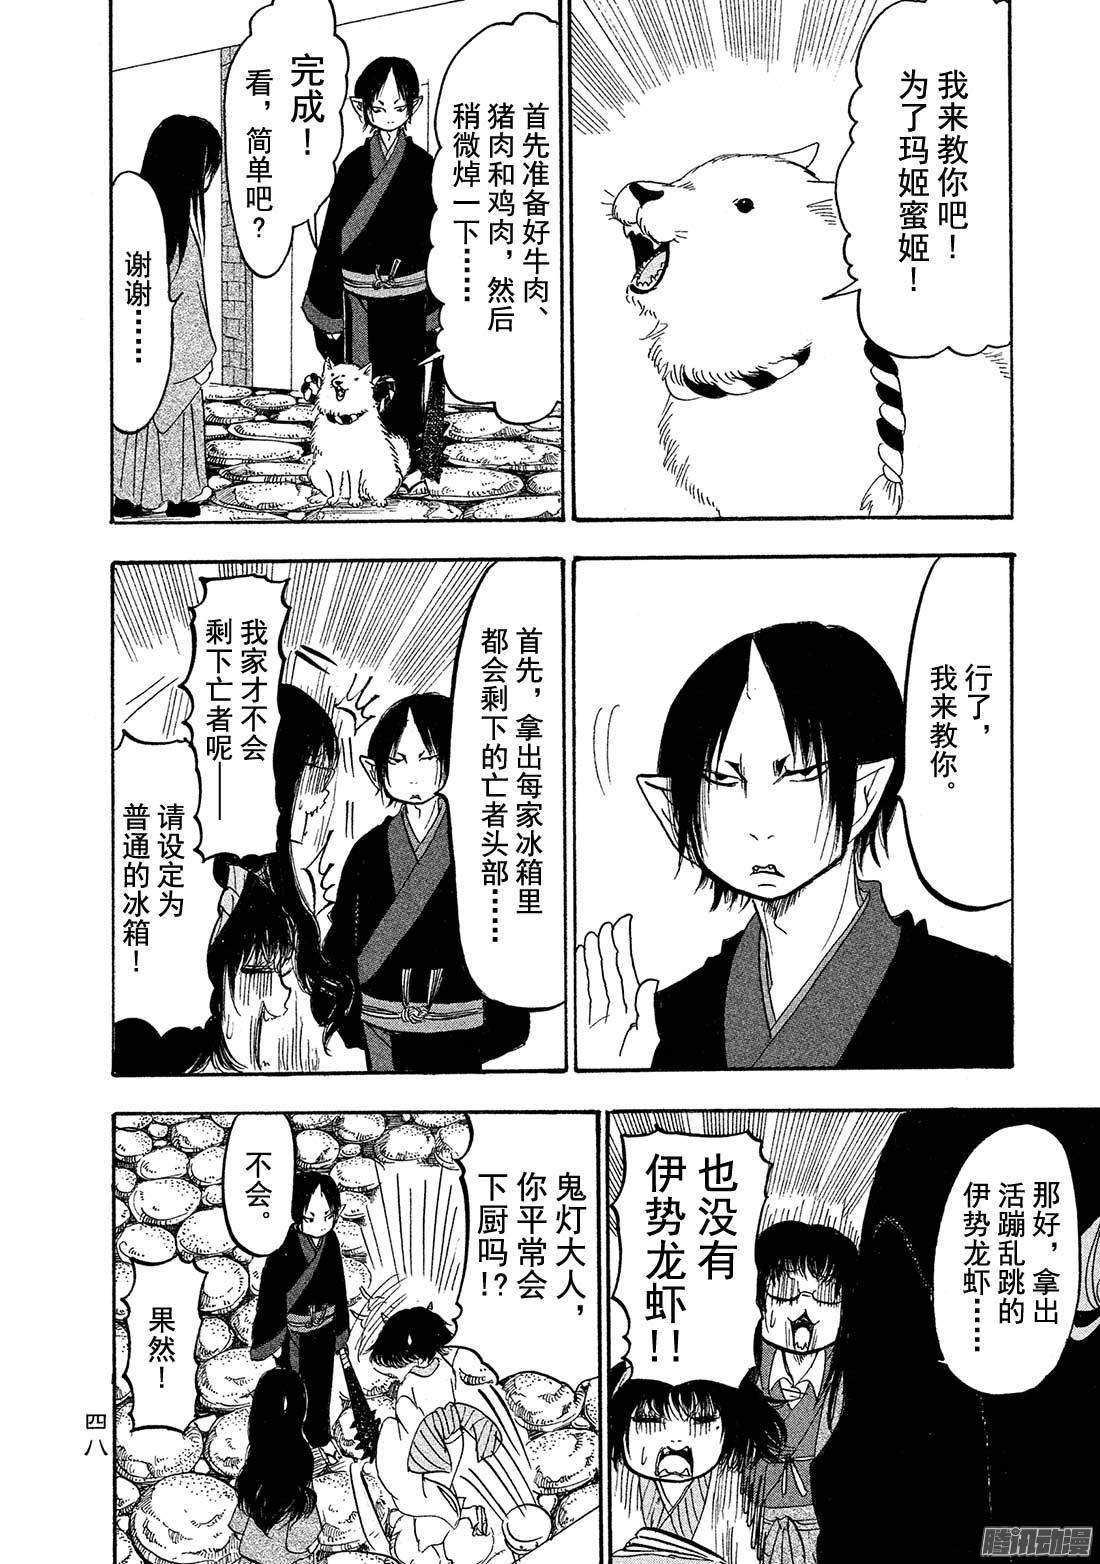 我来教你吧！
为了玛姬蜜姬！
首先准备好牛肉、
猪肉和鸡肉，然后
稍微焯一下……
完成！
看，简单吧？
谢谢……
行了，
我来教你。
首先，拿出每家冰箱里
都会剩下的亡者头部……
我家才不会
剩下亡者呢——
请设定为
普通的冰箱！
那好，拿出
活蹦乱跳的
伊势龙虾……
也没有
伊势龙虾!!
鬼灯大人，
你平常会
下厨吗!?
不会。
果然！
四八
腾讯动漫